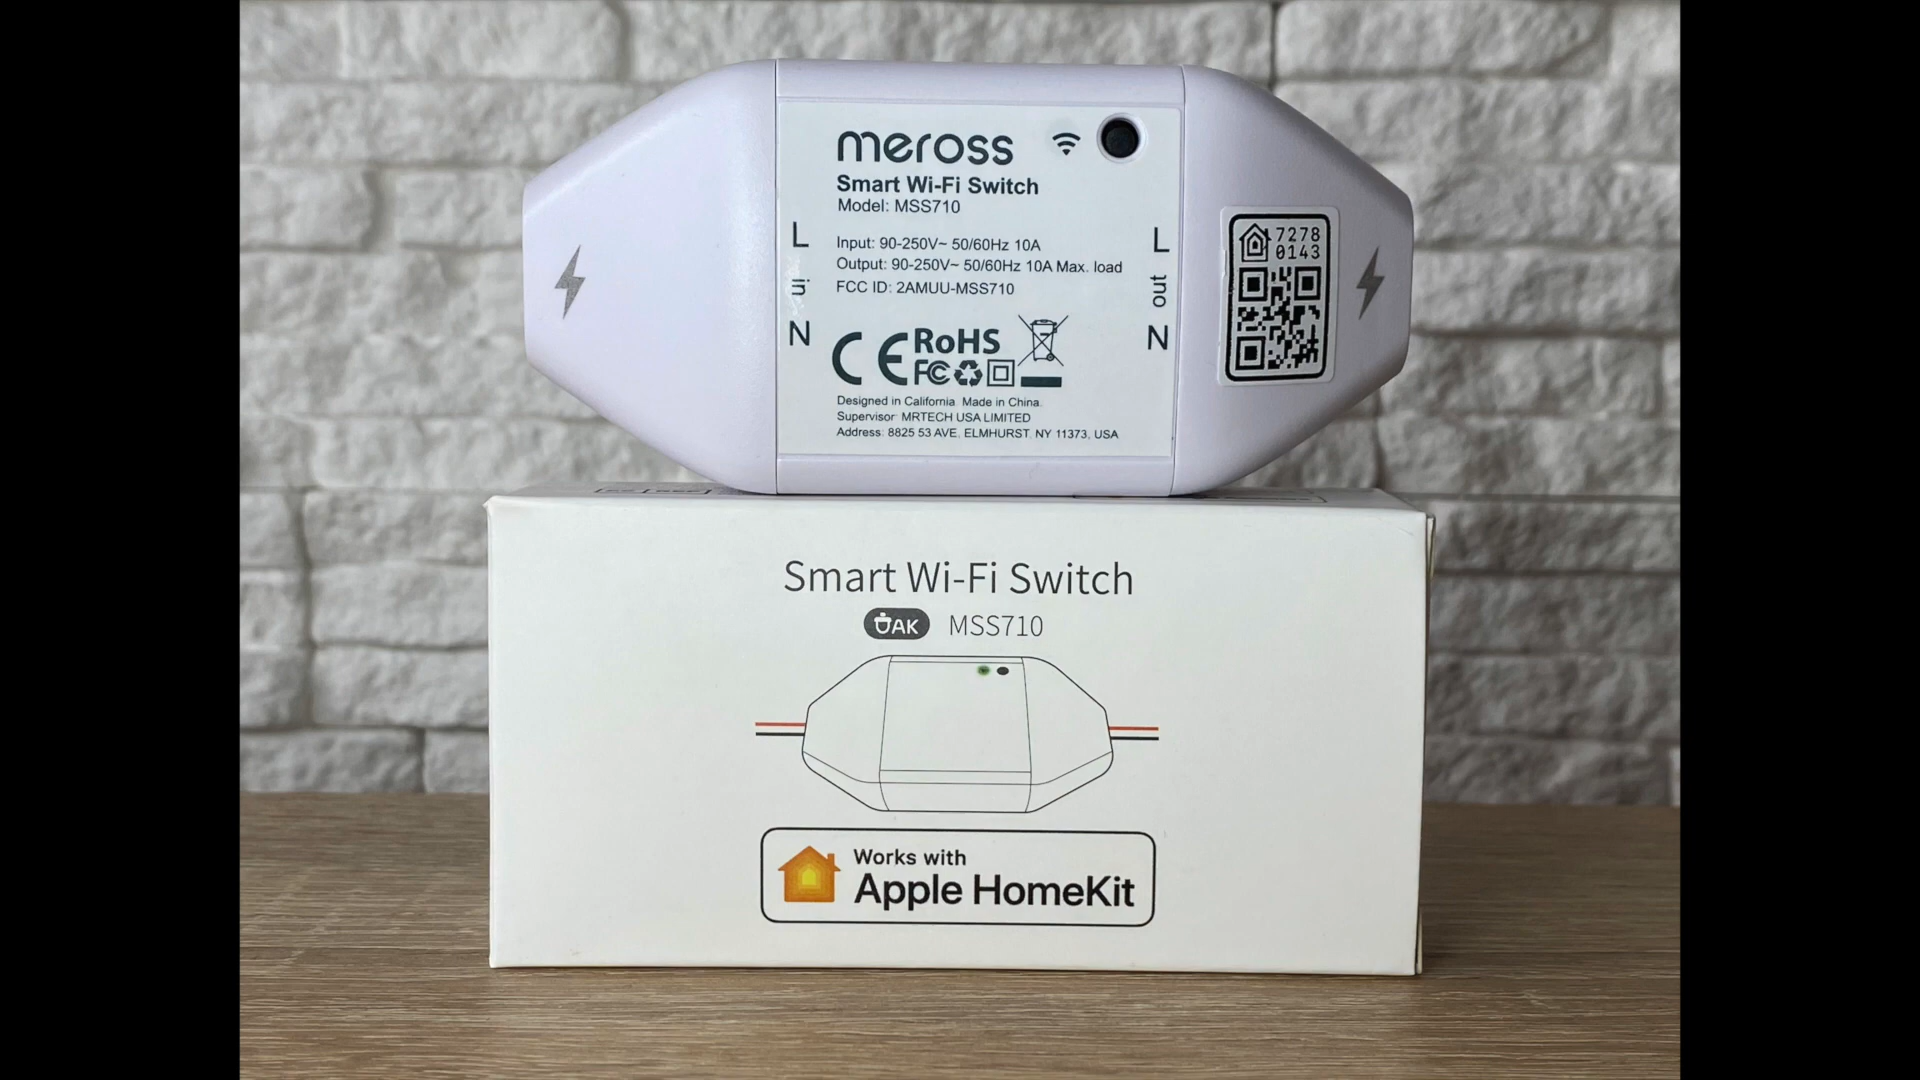 meross
Smart Wi-Fi Switch
Model: MSS710
L
in
N
Input: 90-250V~ 50/60Hz 10A
Output: 90-250V~ 50/60Hz 10A Max. load
FCC ID: 2AMUU-MSS710
L
out
N
CE RoHS
FC
Designed in California. Made in China.
Supervisor: MRTECH USA LIMITED
Address: 8825 53 AVE. ELMHURST. NY 11373, USA
7278
0143
Smart Wi-Fi Switch
OAK MSS710
Works with
Apple HomeKit